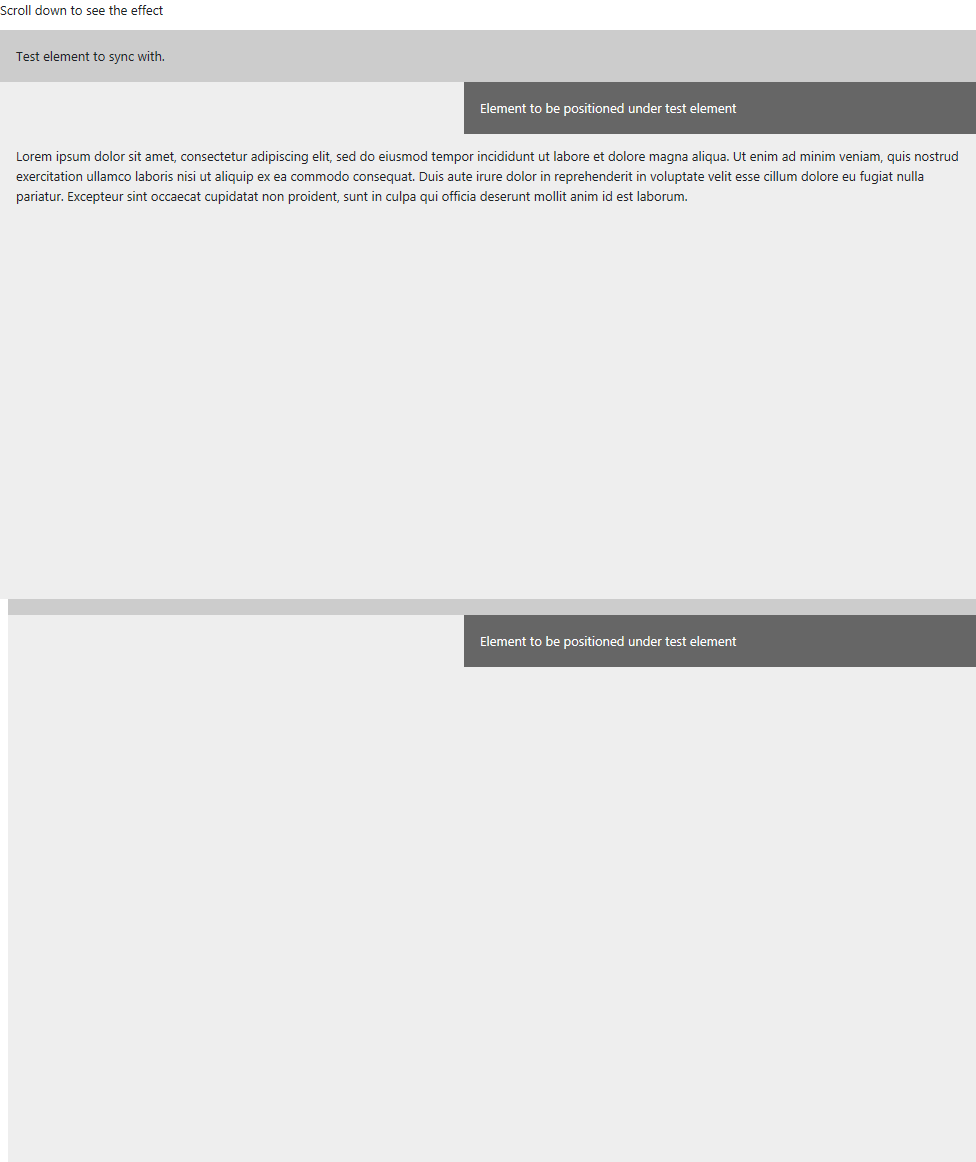 Scroll down to see the effect
Test element to sync with.
Element to be positioned under test element
Lorem ipsum dolor sit amet, consectetur adipiscing elit, sed do eiusmod tempor incididunt ut labore et dolore magna aliqua. Ut enim ad minim veniam, quis nostrud
exercitation ullamco laboris nisi ut aliquip ex ea commodo consequat. Duis aute irure dolor in reprehenderit in voluptate velit esse cillum dolore eu fugiat nulla
pariatur. Excepteur sint occaecat cupidatat non proident, sunt in culpa qui officia deserunt mollit anim id est laborum.
Element to be positioned under test element